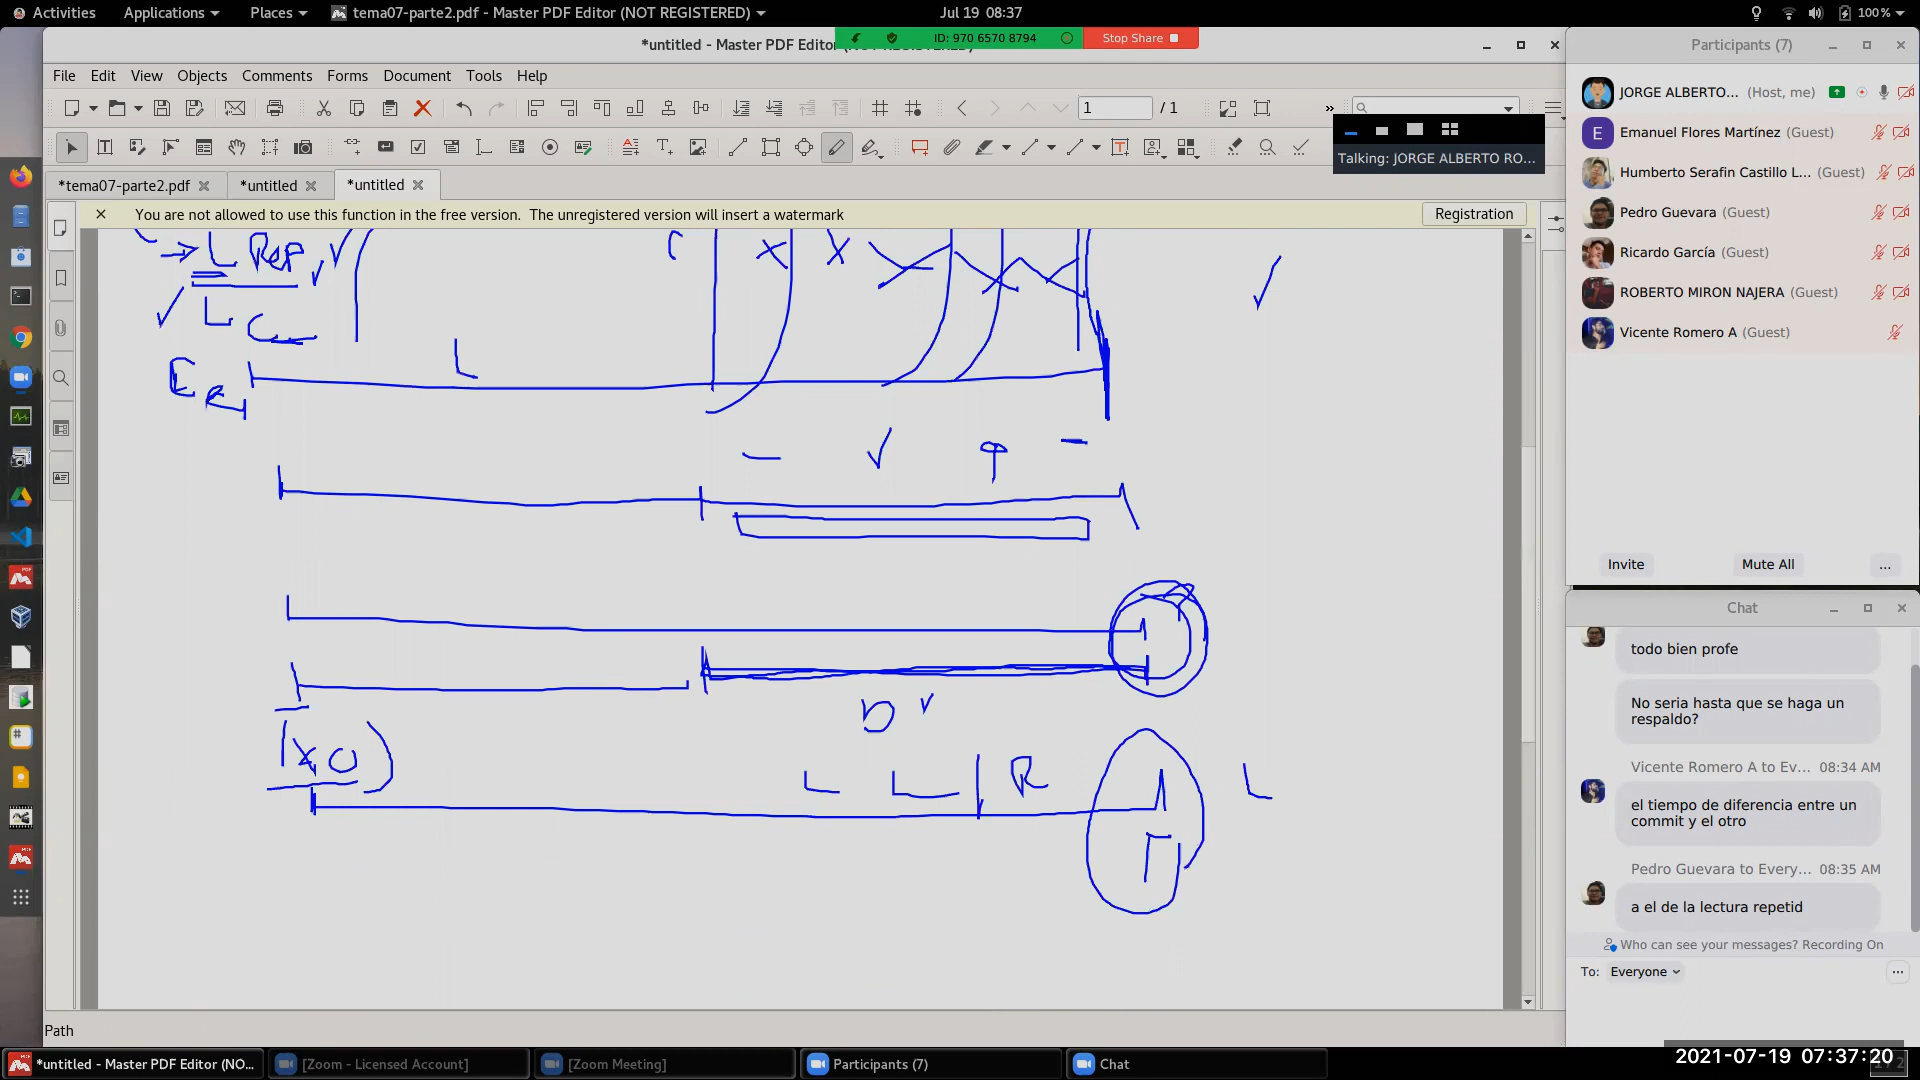 Activities Applications Places tema07-parte2.pdf - Master PDF Editor (NOT REGISTERED) Jul 19 08:37 100%
*untitled - Master PDF Editor
ID: 970 6570 8794 Stop Share
File Edit View Objects Collections Comments Forms Document Tools Help
1 / 1
Talking: JORGE ALBERTO RO...
*tema07-parte2.pdf *untitled *untitled
You are not allowed to use this function in the free version. The unregistered version will insert a watermark Registration
→ L Rep
L C
L
L L R L
Path
Participants (7)
JORGE ALBERTO... (Host, me)
E Emanuel Flores Martínez (Guest)
Humberto Serafin Castillo L... (Guest)
Pedro Guevara (Guest)
Ricardo García (Guest)
ROBERTO MIRON NAJERA (Guest)
Vicente Romero A (Guest)
Invite Mute All ...
Chat
todo bien profe
No seria hasta que se haga un
respaldo?
Vicente Romero A to Ev... 08:34 AM
el tiempo de diferencia entre un
commit y el otro
Pedro Guevara to Every... 08:35 AM
a el de la lectura repetid
Who can see your messages? Recording On
To: Everyone
*untitled - Master PDF Editor (NO... [Zoom - Licensed Account] [Zoom Meeting] Participants (7) Chat
2021-07-19 07:37:20